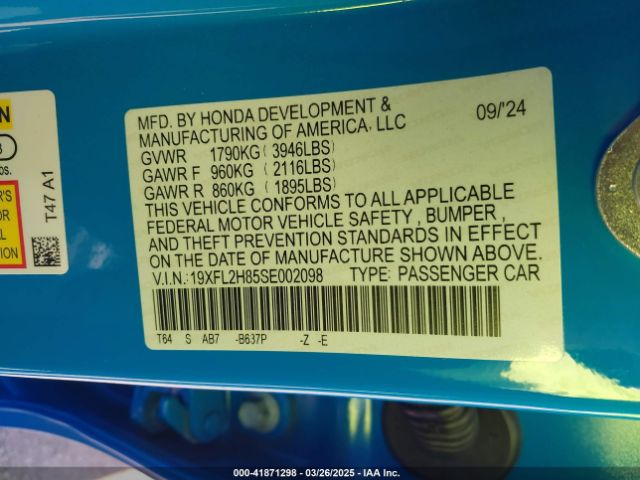 MFD. BY HONDA DEVELOPMENT &
MANUFACTURING OF AMERICA, LLC 09/'24
GVWR 1790KG ( 3946LBS)
GAWR F 960KG ( 2116LBS)
GAWR R 860KG ( 1895LBS)
THIS VEHICLE CONFORMS TO ALL APPLICABLE
FEDERAL MOTOR VEHICLE SAFETY , BUMPER ,
AND THEFT PREVENTION STANDARDS IN EFFECT
ON THE DATE OF MANUFACTURE SHOWN ABOVE.
V.I.N: 19XFL2H85SE002098 TYPE: PASSENGER CAR
T64 S AB7 -B637P -Z -E
T47 A1
000-41871298 | 03/26/2025 | IAA Inc.